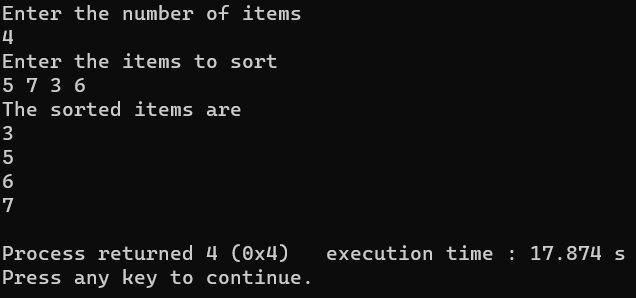 Enter the number of items
4
Enter the items to sort
5 7 3 6
The sorted items are
3
5
6
7
Process returned 4 (0x4)   execution time : 17.874 s
Press any key to continue.